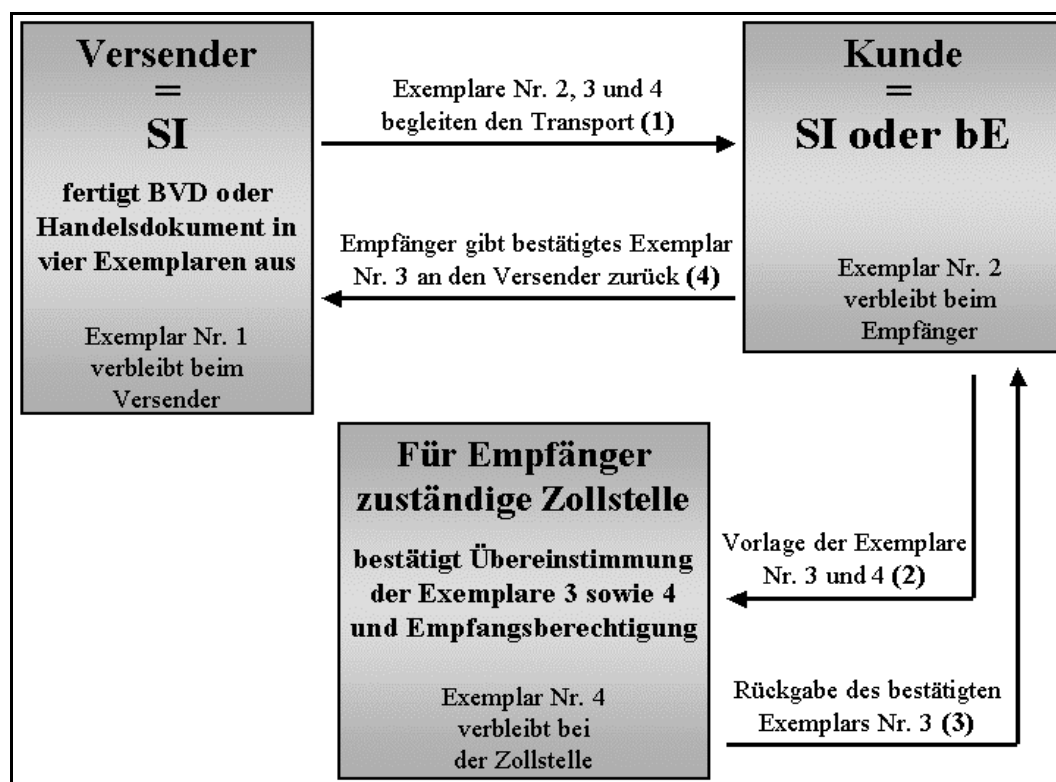 Versender
=
SI
fertigt BVD oder
Handelsdokument in
vier Exemplaren aus
Exemplar Nr. 1
verbleibt beim
Versender
Exemplare Nr. 2, 3 und 4
begleiten den Transport (1)
Empfänger gibt bestätigtes Exemplar
Nr. 3 an den Versender zurück (4)
Kunde
=
SI oder bE
Exemplar Nr. 2
verbleibt beim
Empfänger
Für Empfänger
zuständige Zollstelle
bestätigt Übereinstimmung
der Exemplare 3 sowie 4
und Empfangsberechtigung
Exemplar Nr. 4
verbleibt bei
der Zollstelle
Vorlage der Exemplare
Nr. 3 und 4 (2)
Rückgabe des bestätigten
Exemplars Nr. 3 (3)